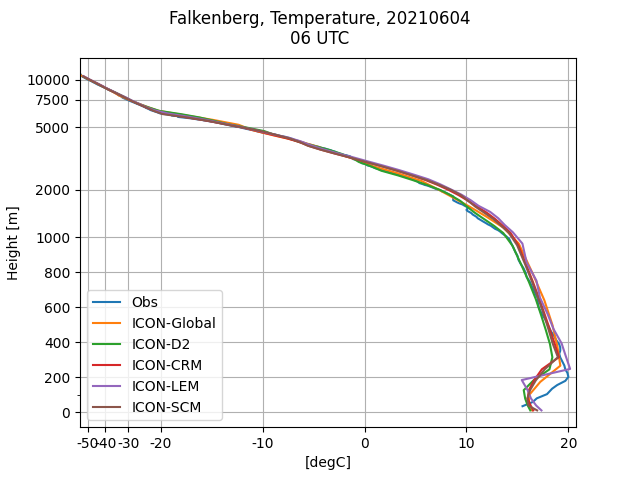 Falkenberg, Temperature, 20210604
06 UTC
10000
7500
5000
2000
1000
800
600
400
200
0
Height [m]
Obs
ICON-Global
ICON-D2
ICON-CRM
ICON-LEM
ICON-SCM
-50 -40 -30 -20 -10 0 10 20
[degC]